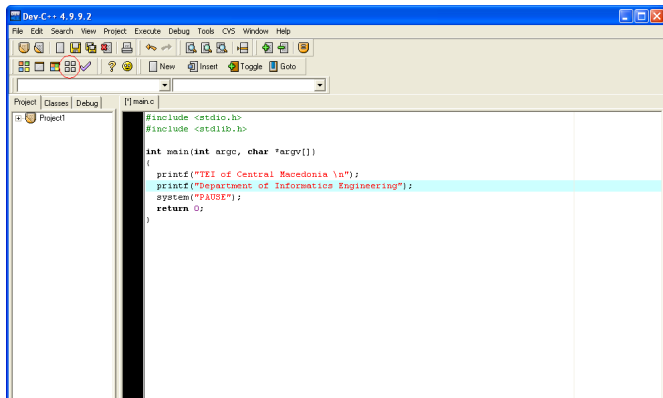 Dev-C++ 4.9.9.2
File Edit Search View Project Execute Debug Tools CVS Window Help
New Insert Toggle Goto
Project Classes Debug [*] main.c
Project1
#include <stdio.h>
#include <stdlib.h>
int main(int argc, char *argv[])
{
printf("TEI of Central Macedonia \n");
printf("Department of Informatics Engineering");
system("PAUSE");
return 0;
}